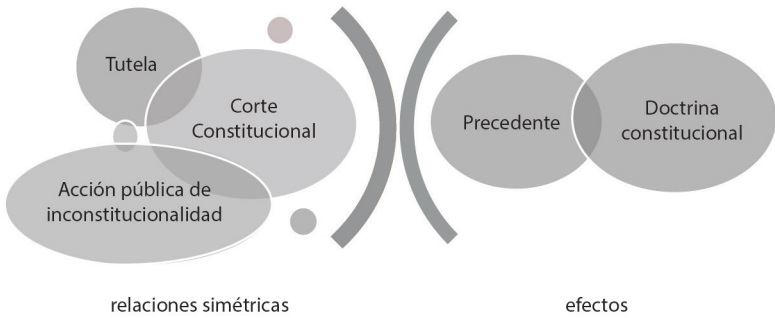 Tutela
Corte
Constitucional
Acción pública de
inconstitucionalidad
relaciones simétricas
Precedente
Doctrina
constitucional
efectos